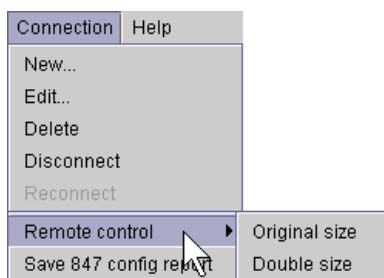 Connection Help
New...
Edit...
Delete
Disconnect
Reconnect
Remote control Original size
Save 847 config report Double size